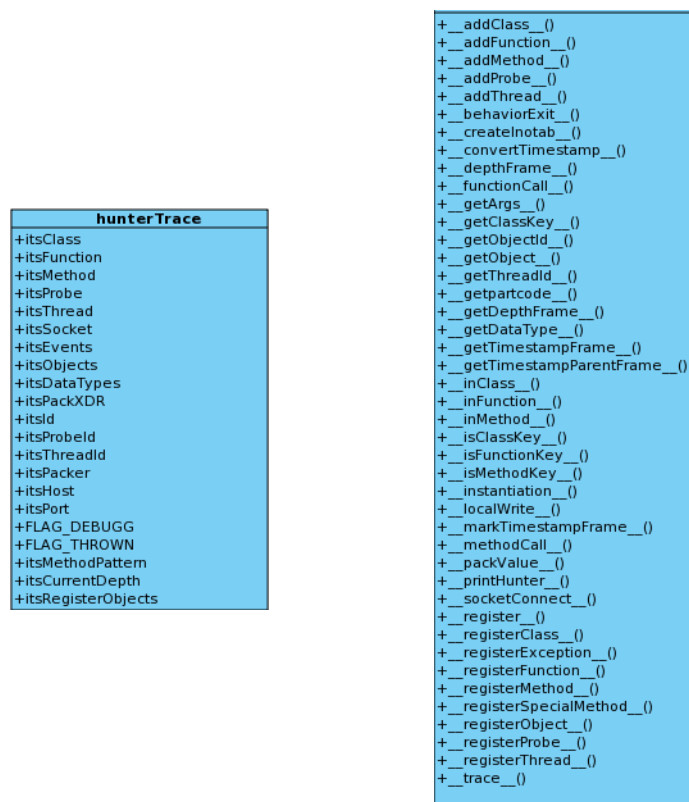 hunterTrace
+itsClass
+itsFunction
+itsMethod
+itsProbe
+itsThread
+itsSocket
+itsEvents
+itsObjects
+itsDataTypes
+itsPackXDR
+itsId
+itsProbeId
+itsThreadId
+itsPacker
+itsHost
+itsPort
+FLAG_DEBUGG
+FLAG_THROWN
+itsMethodPattern
+itsCurrentDepth
+itsRegisterObjects
+__addClass__()
+__addFunction__()
+__addMethod__()
+__addProbe__()
+__addThread__()
+__behaviorExit__()
+__createInotab__()
+__convertTimestamp__()
+__depthFrame__()
+__functionCall__()
+__getArgs__()
+__getClassKey__()
+__getObjectId__()
+__getObject__()
+__getThreadId__()
+__getpartcode__()
+__getDepthFrame__()
+__getDataType__()
+__getTimestampFrame__()
+__getTimestampParentFrame__()
+__inClass__()
+__inFunction__()
+__inMethod__()
+__isClassKey__()
+__isFunctionKey__()
+__isMethodKey__()
+__instantiation__()
+__localWrite__()
+__markTimestampFrame__()
+__methodCall__()
+__packValue__()
+__printHunter__()
+__socketConnect__()
+__register__()
+__registerClass__()
+__registerException__()
+__registerFunction__()
+__registerMethod__()
+__registerSpecialMethod__()
+__registerObject__()
+__registerProbe__()
+__registerThread__()
+__trace__()